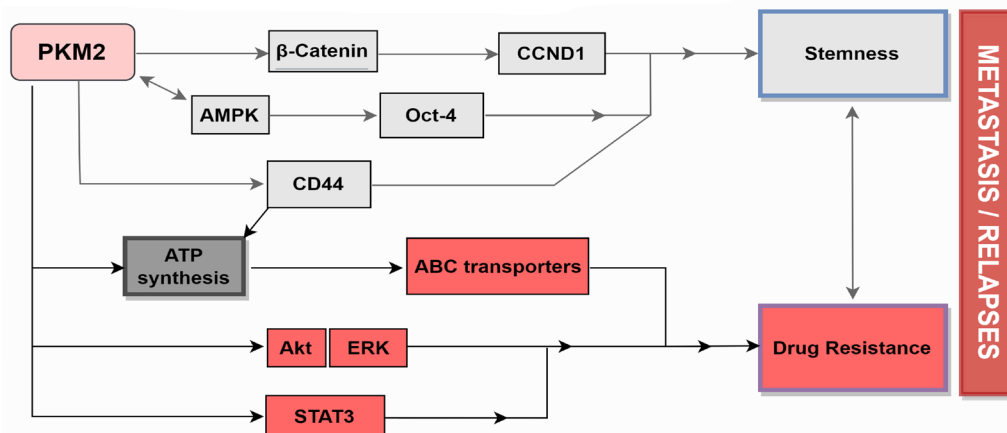 PKM2
β-Catenin
CCND1
Stemness
AMPK
Oct-4
CD44
ATP
synthesis
ABC transporters
Akt
ERK
Drug Resistance
STAT3
METASTASIS / RELAPSES